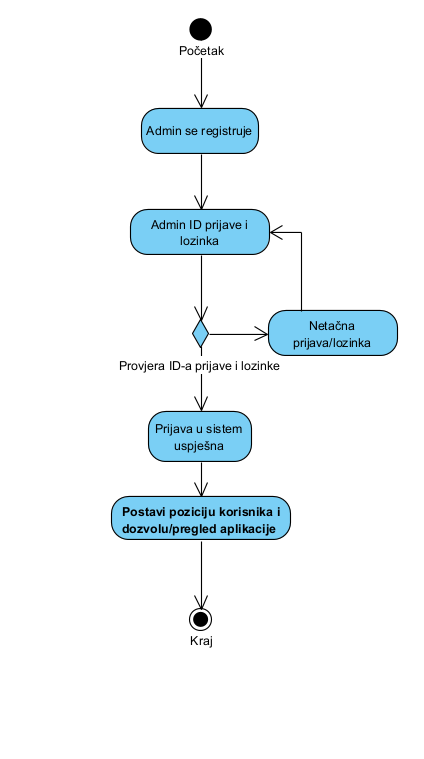 Početak
Admin se registruje
Admin ID prijave i
lozinka
Netačna
prijava/lozinka
Provjera ID-a prijave i lozinke
Prijava u sistem
uspješna
Postavi poziciju korisnika i
dozvolu/pregled aplikacije
Kraj